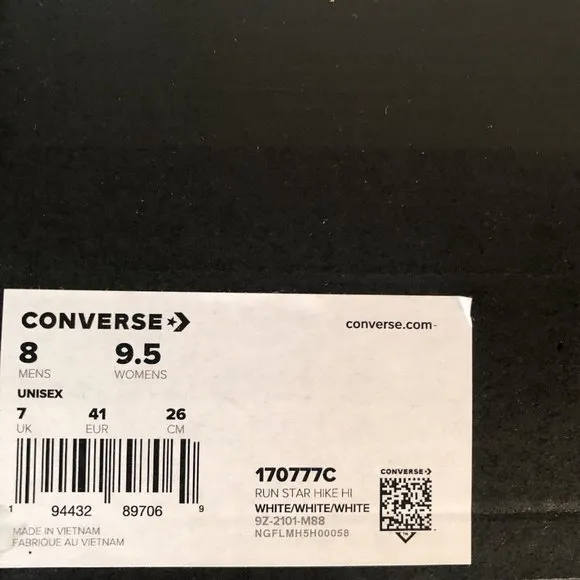 CONVERSE
converse.com
8 9.5
MENS WOMENS
UNISEX
7 41 26
UK EUR CM
1 94432 89706 9
MADE IN VIETNAM
FABRIQUE AU VIETNAM
170777C
RUN STAR HIKE HI
WHITE/WHITE/WHITE
9Z-2101-M88
NGFLMH5H00058
CONVERSE